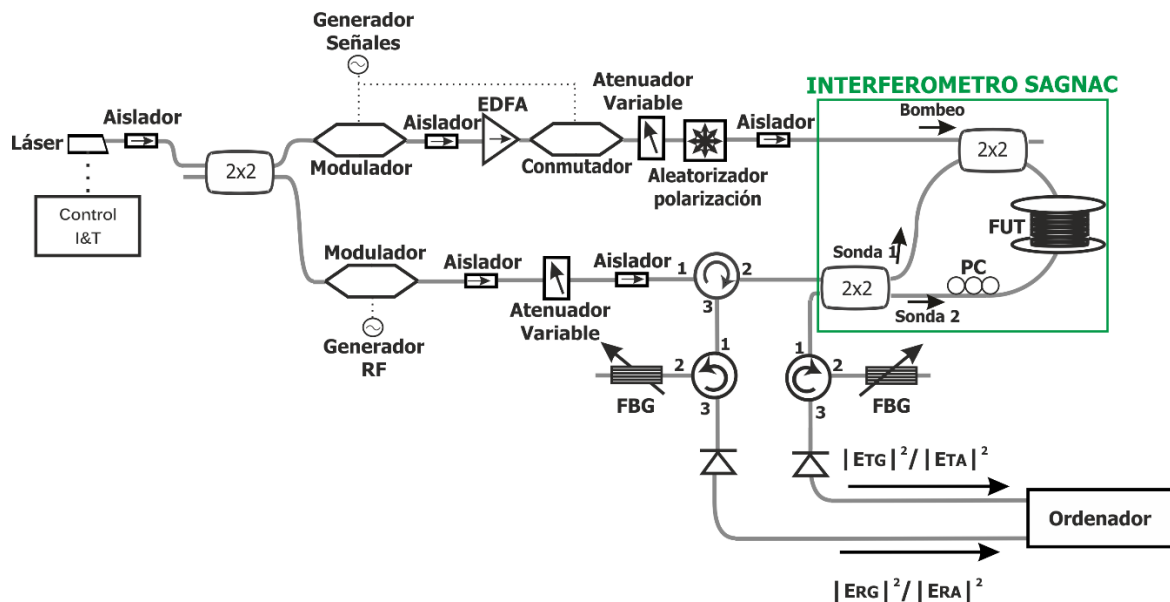 Generador
Señales
Láser
Aislador
Control
I&T
2x2
Modulador
Aislador
EDFA
Conmutador
Atenuador
Variable
Aleatorizador
polarización
Aislador
INTERFEROMETRO SAGNAC
Bombeo
2x2
FUT
PC
Sonda 1
2x2
Sonda 2
Modulador
Generador
RF
Aislador
Atenuador
Variable
Aislador
1
2
3
1
2
3
FBG
1
2
3
FBG
|ETG|²/|ETA|²
Ordenador
|ERG|²/|ERA|²